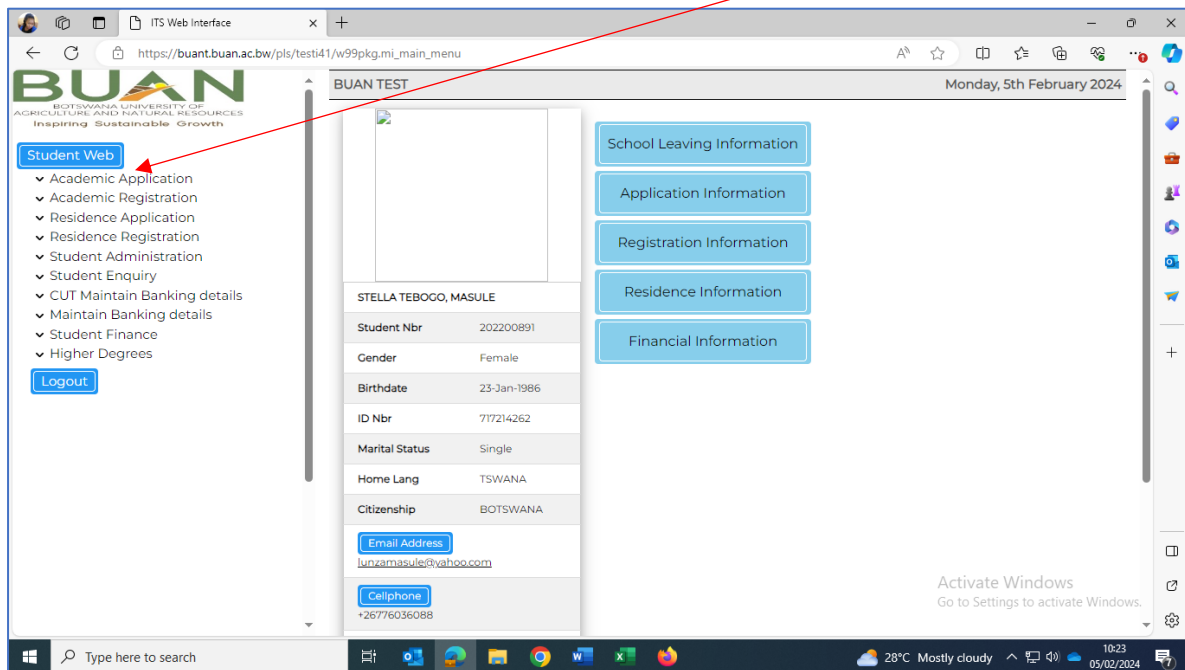 ITS Web Interface
https://buant.buan.ac.bw/pls/testi41/w99pkg.mi_main_menu
BUAN
BOTSWANA UNIVERSITY OF
AGRICULTURE AND NATURAL RESOURCES
Inspiring Sustainable Growth
Student Web
Academic Application
Academic Registration
Residence Application
Residence Registration
Student Administration
Student Enquiry
CUT Maintain Banking details
Maintain Banking details
Student Finance
Higher Degrees
Logout
BUAN TEST Monday, 5th February 2024
STELLA TEBOGO, MASULE
Student Nbr 202200891
Gender Female
Birthdate 23-Jan-1986
ID Nbr 717214262
Marital Status Single
Home Lang TSWANA
Citizenship BOTSWANA
Email Address
lunzamasule@yahoo.com
Cellphone
+26776036088
School Leaving Information
Application Information
Registration Information
Residence Information
Financial Information
Activate Windows
Go to Settings to activate Windows.
Type here to search
28°C Mostly cloudy
10:23
05/02/2024
7